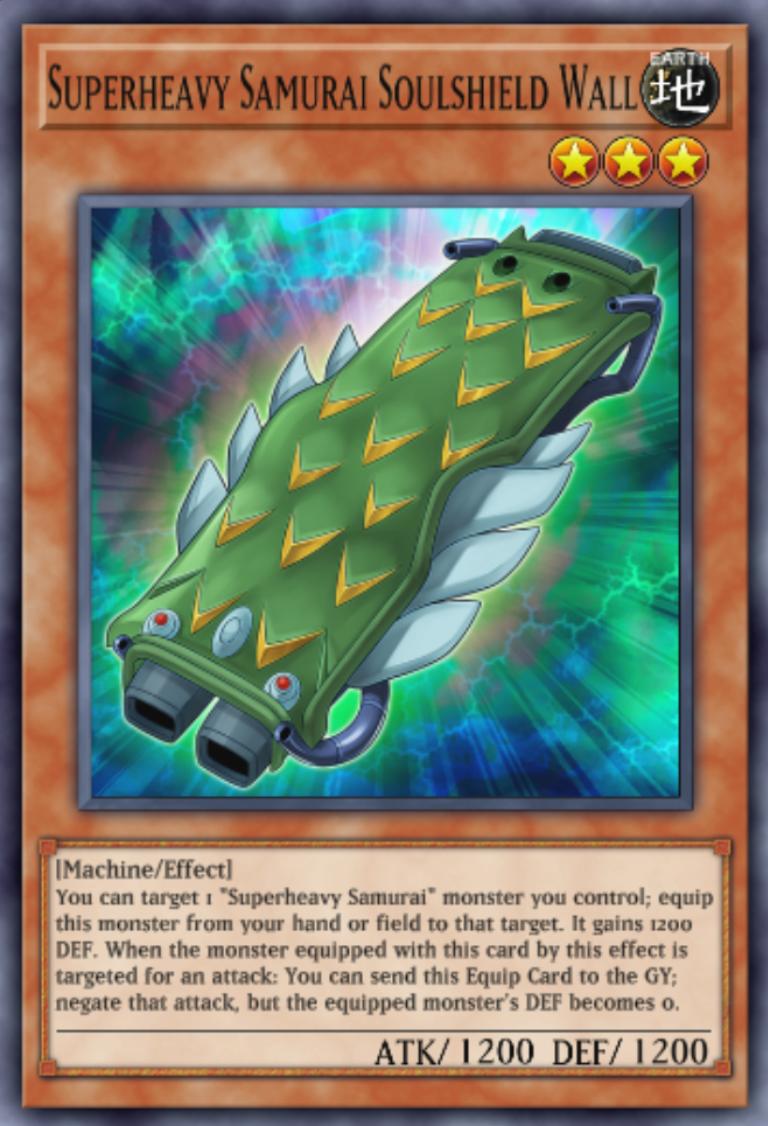 Superheavy Samurai Soulshield Wall
EARTH
地
[Machine/Effect]
You can target 1 "Superheavy Samurai" monster you control; equip
this monster from your hand or field to that target. It gains 1200
DEF. When the monster equipped with this card by this effect is
targeted for an attack: You can send this Equip Card to the GY;
negate that attack, but the equipped monster's DEF becomes 0.
ATK/ 1200 DEF/ 1200